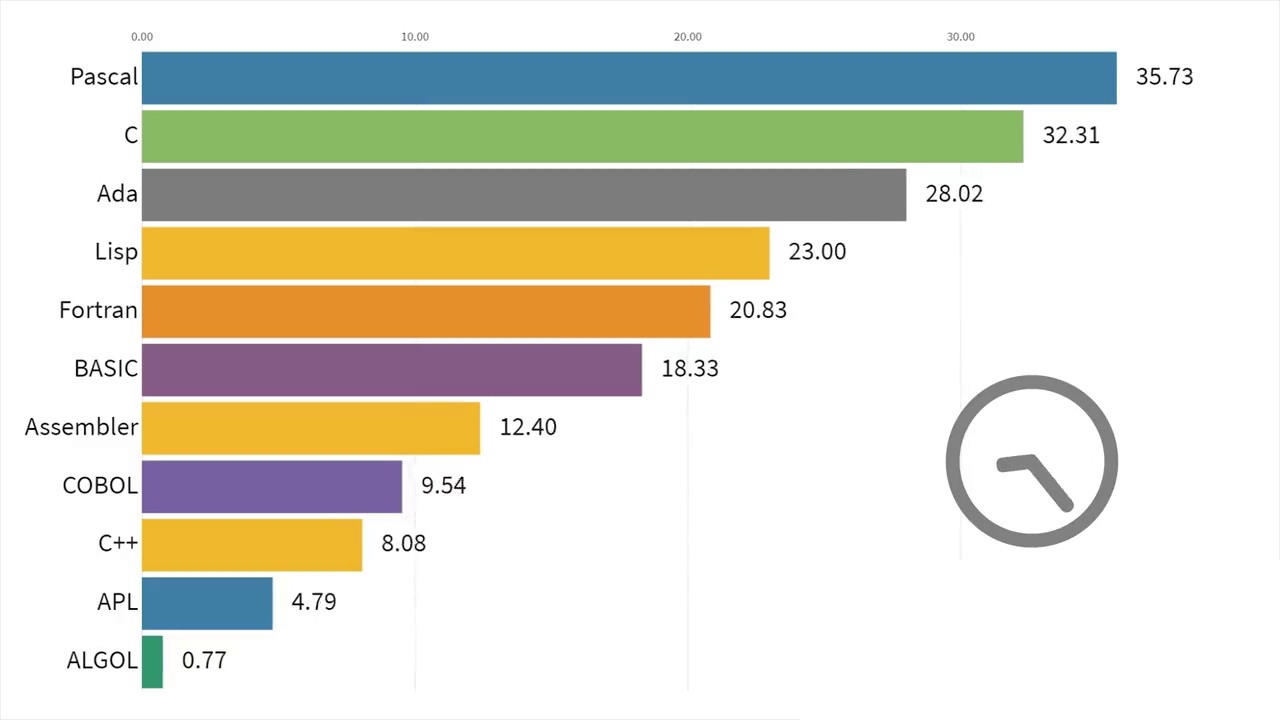 0.00 10.00 20.00 30.00
Pascal 35.73
C 32.31
Ada 28.02
Lisp 23.00
Fortran 20.83
BASIC 18.33
Assembler 12.40
COBOL 9.54
C++ 8.08
APL 4.79
ALGOL 0.77